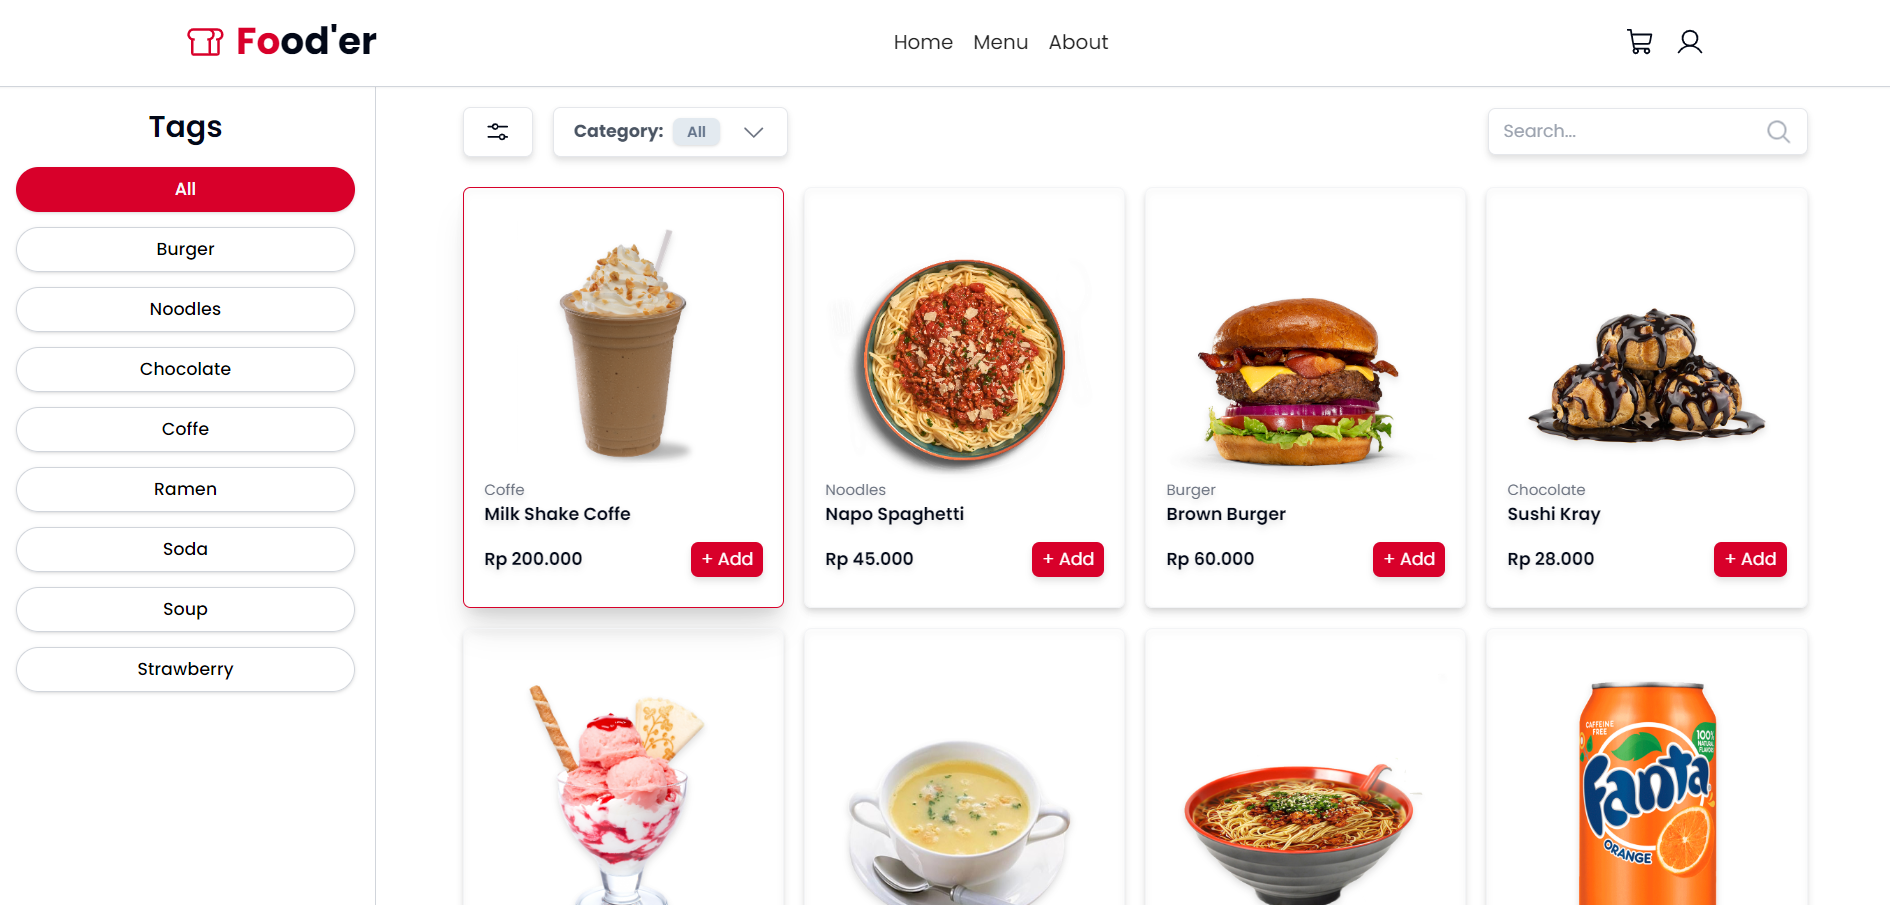 Food'er
Home Menu About
Tags
All
Burger
Noodles
Chocolate
Coffe
Ramen
Soda
Soup
Strawberry
Category: All
Search...
Coffe
Milk Shake Coffe
Rp 200.000
+ Add
Noodles
Napo Spaghetti
Rp 45.000
+ Add
Burger
Brown Burger
Rp 60.000
+ Add
Chocolate
Sushi Kray
Rp 28.000
+ Add
CAFFEINE
FREE
100%
NATURAL
FLAVORS
fanta
ORANGE